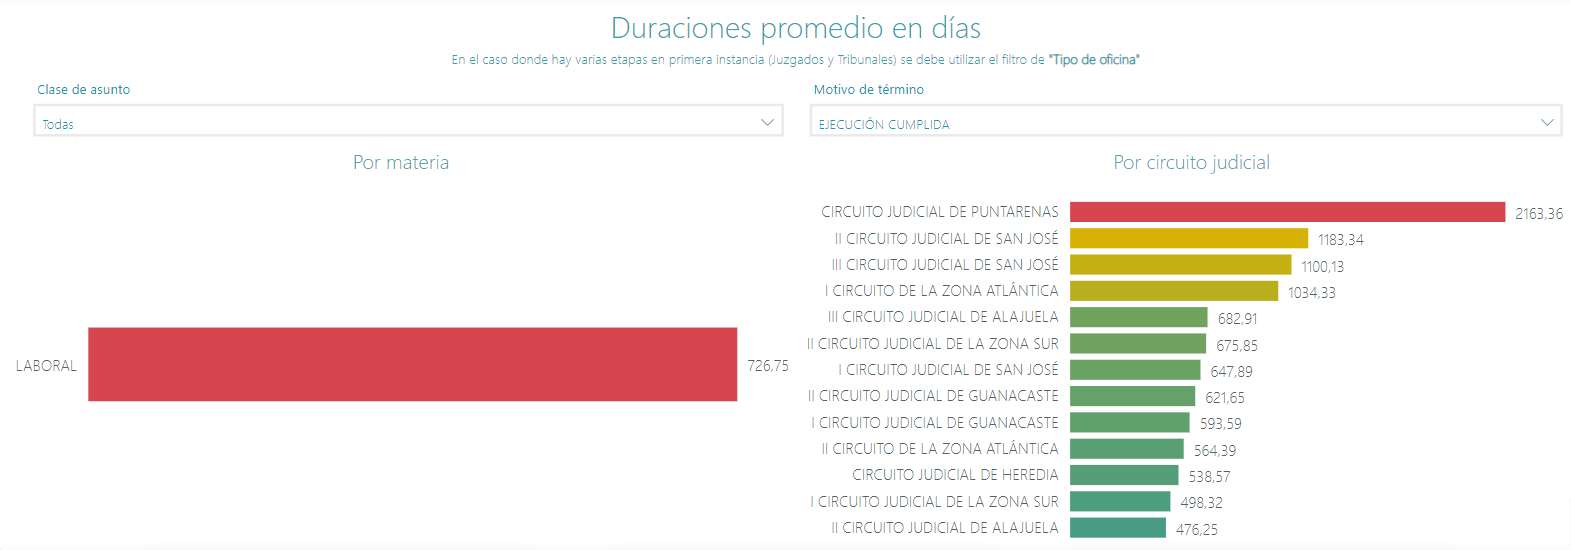 Duraciones promedio en días
En el caso donde hay varias etapas en primera instancia (Juzgados y Tribunales) se debe utilizar el filtro de "Tipo de oficina"
Clase de asunto
Todas
Motivo de término
EJECUCIÓN CUMPLIDA
Por materia
LABORAL 726,75
Por circuito judicial
CIRCUITO JUDICIAL DE PUNTARENAS 2163,36
II CIRCUITO JUDICIAL DE SAN JOSÉ 1183,34
III CIRCUITO JUDICIAL DE SAN JOSÉ 1100,13
I CIRCUITO DE LA ZONA ATLÁNTICA 1034,33
III CIRCUITO JUDICIAL DE ALAJUELA 682,91
II CIRCUITO JUDICIAL DE LA ZONA SUR 675,85
I CIRCUITO JUDICIAL DE SAN JOSÉ 647,89
II CIRCUITO JUDICIAL DE GUANACASTE 621,65
I CIRCUITO JUDICIAL DE GUANACASTE 593,59
II CIRCUITO DE LA ZONA ATLÁNTICA 564,39
CIRCUITO JUDICIAL DE HEREDIA 538,57
I CIRCUITO JUDICIAL DE LA ZONA SUR 498,32
II CIRCUITO JUDICIAL DE ALAJUELA 476,25